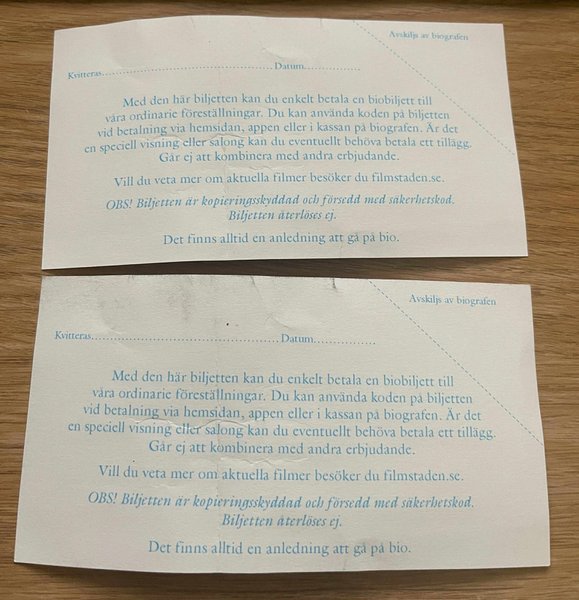 Avskiljs av biografen
Kvitteras..................................................Datum................
Med den här biljetten kan du enkelt betala en biobiljett till
våra ordinarie föreställningar. Du kan använda koden på biljetten
vid betalning via hemsidan, appen eller i kassan på biografen. Är det
en speciell visning eller salong kan du eventuellt behöva betala ett tillägg.
Går ej att kombinera med andra erbjudande.
Vill du veta mer om aktuella filmer besöker du filmstaden.se.
OBS! Biljetten är kopieringsskyddad och försedd med säkerhetskod.
Biljetten återlöses ej.
Det finns alltid en anledning att gå på bio.
Avskiljs av biografen
Kvitteras..................................................Datum................
Med den här biljetten kan du enkelt betala en biobiljett till
våra ordinarie föreställningar. Du kan använda koden på biljetten
vid betalning via hemsidan, appen eller i kassan på biografen. Är det
en speciell visning eller salong kan du eventuellt behöva betala ett tillägg.
Går ej att kombinera med andra erbjudande.
Vill du veta mer om aktuella filmer besöker du filmstaden.se.
OBS! Biljetten är kopieringsskyddad och försedd med säkerhetskod.
Biljetten återlöses ej.
Det finns alltid en anledning att gå på bio.